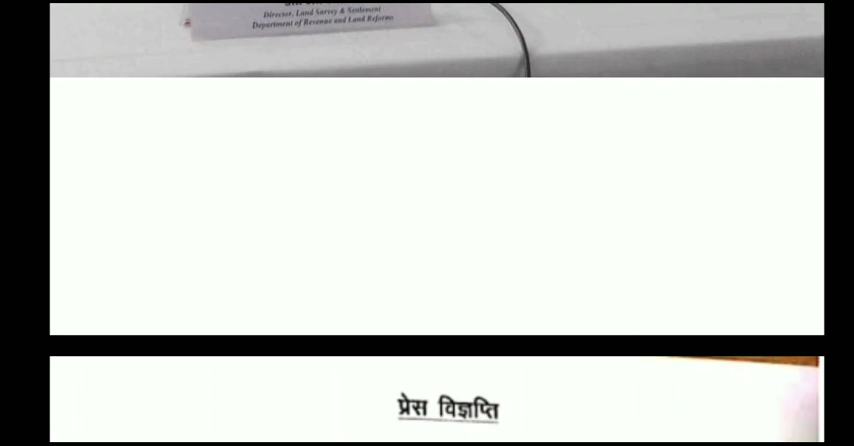 Director, Land Survey & Settlement
Department of Revenue and Land Reforms
प्रेस विज्ञप्ति